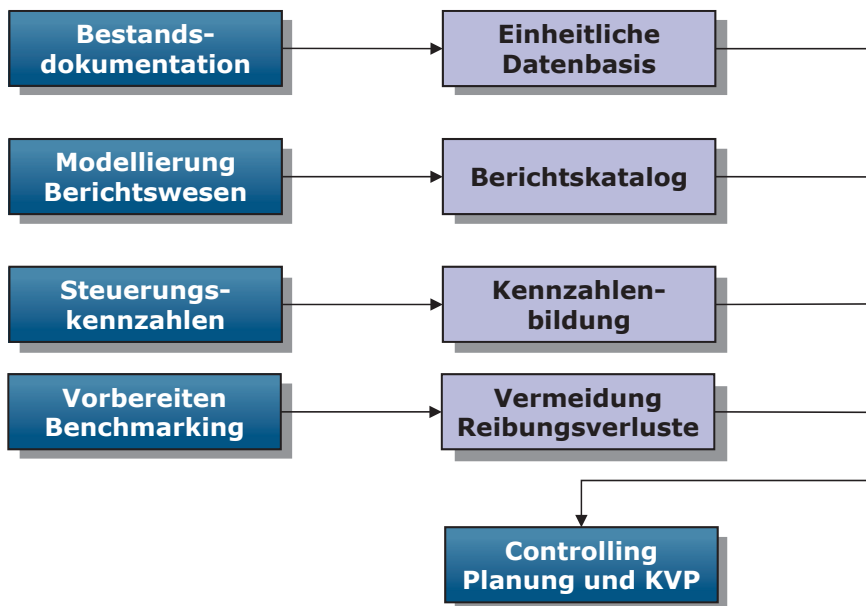 Bestands-
dokumentation
Einheitliche
Datenbasis
Modellierung
Berichtswesen
Berichtskatalog
Steuerungs-
kennzahlen
Kennzahlen-
bildung
Vorbereiten
Benchmarking
Vermeidung
Reibungsverluste
Controlling
Planung und KVP